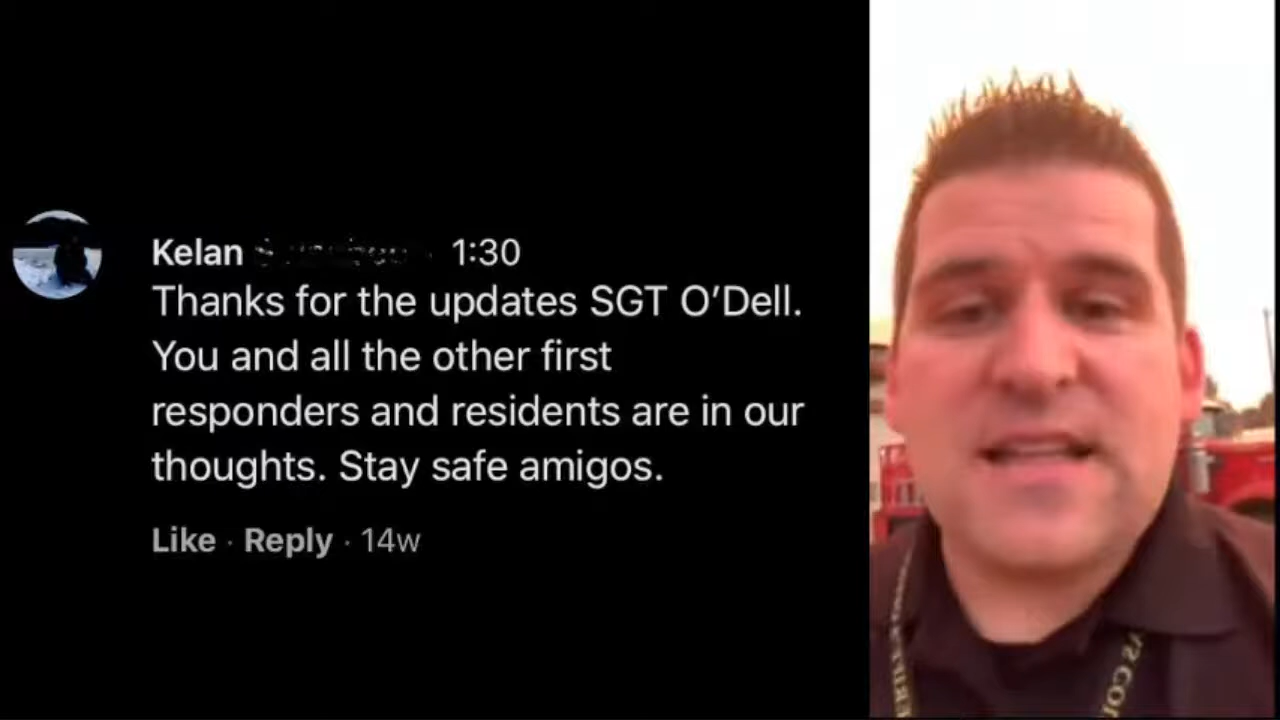 Kelan 1:30
Thanks for the updates SGT O’Dell.
You and all the other first
responders and residents are in our
thoughts. Stay safe amigos.
Like · Reply · 14w